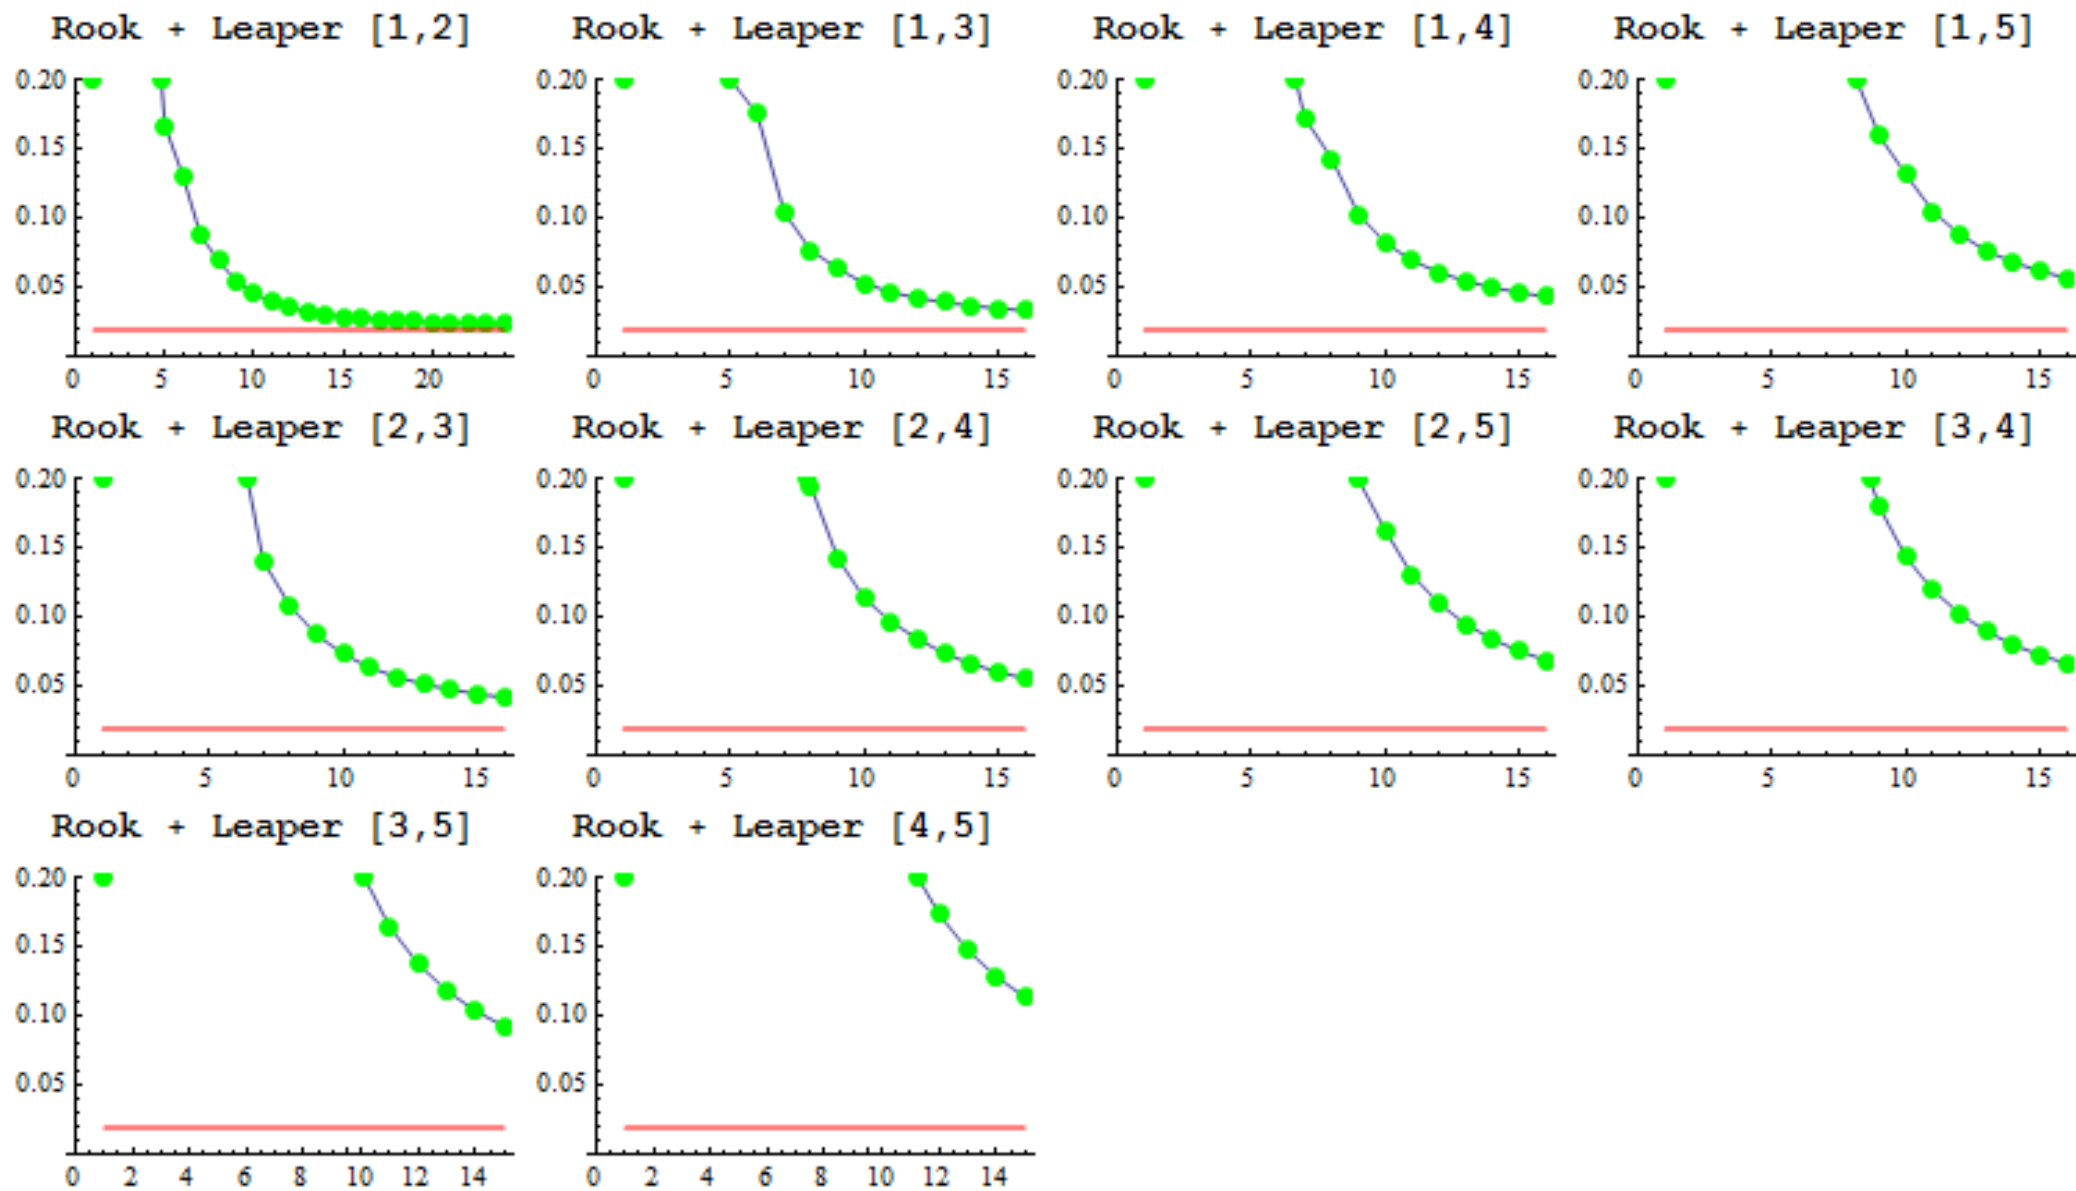 Rook + Leaper [1,2] Rook + Leaper [1,3] Rook + Leaper [1,4] Rook + Leaper [1,5]
0.20 0.20 0.20 0.20
0.15 0.15 0.15 0.15
0.10 0.10 0.10 0.10
0.05 0.05 0.05 0.05
0 5 10 15 20 0 5 10 15 0 5 10 15 0 5 10 15
Rook + Leaper [2,3] Rook + Leaper [2,4] Rook + Leaper [2,5] Rook + Leaper [3,4]
0.20 0.20 0.20 0.20
0.15 0.15 0.15 0.15
0.10 0.10 0.10 0.10
0.05 0.05 0.05 0.05
0 5 10 15 0 5 10 15 0 5 10 15 0 5 10 15
Rook + Leaper [3,5] Rook + Leaper [4,5]
0.20 0.20
0.15 0.15
0.10 0.10
0.05 0.05
0 2 4 6 8 10 12 14 0 2 4 6 8 10 12 14